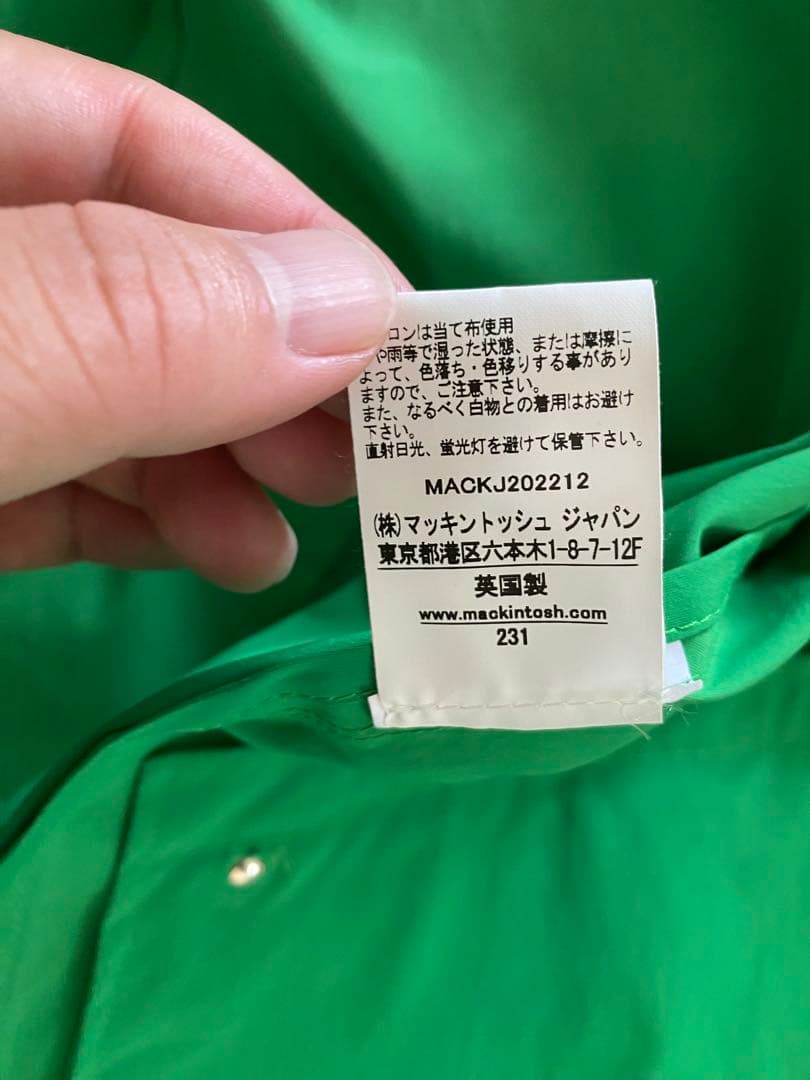 コンは当て布使用
や雨等で湿った状態、または摩擦に
よって、色落ち・色移りする事があり
ますので、ご注意下さい。
また、なるべく白物との着用はお避け
下さい。
直射日光、蛍光灯を避けて保管下さい。
MACKJ202212
(株)マッキントッシュ ジャパン
東京都港区六本木1-8-7-12F
英国製
www.mackintosh.com
231